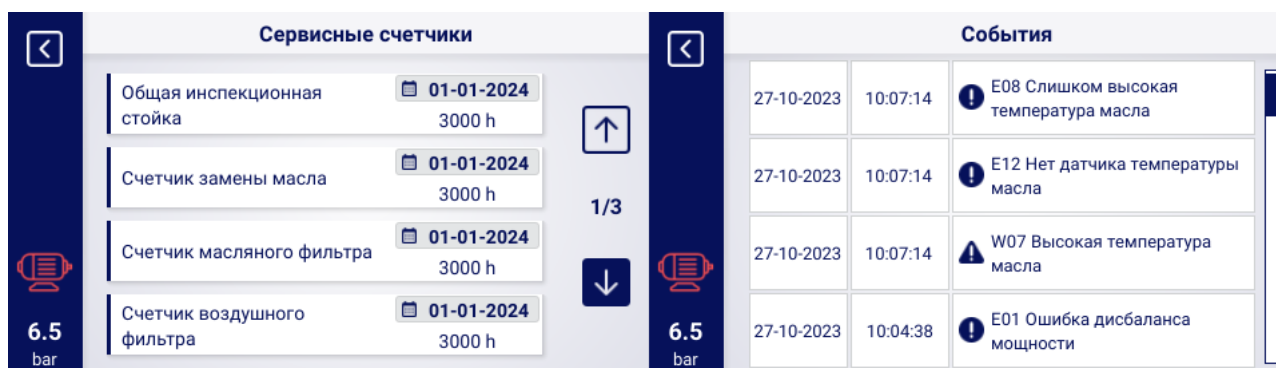 Сервисные счетчики
Общая инспекционная
стойка
01-01-2024
3000 h
Счетчик замены масла
01-01-2024
3000 h
Счетчик масляного фильтра
01-01-2024
3000 h
Счетчик воздушного
фильтра
01-01-2024
3000 h
1/3
6.5
bar
События
27-10-2023 10:07:14 E08 Слишком высокая
температура масла
27-10-2023 10:07:14 E12 Нет датчика температуры
масла
27-10-2023 10:07:14 W07 Высокая температура
масла
27-10-2023 10:04:38 E01 Ошибка дисбаланса
мощности
6.5
bar